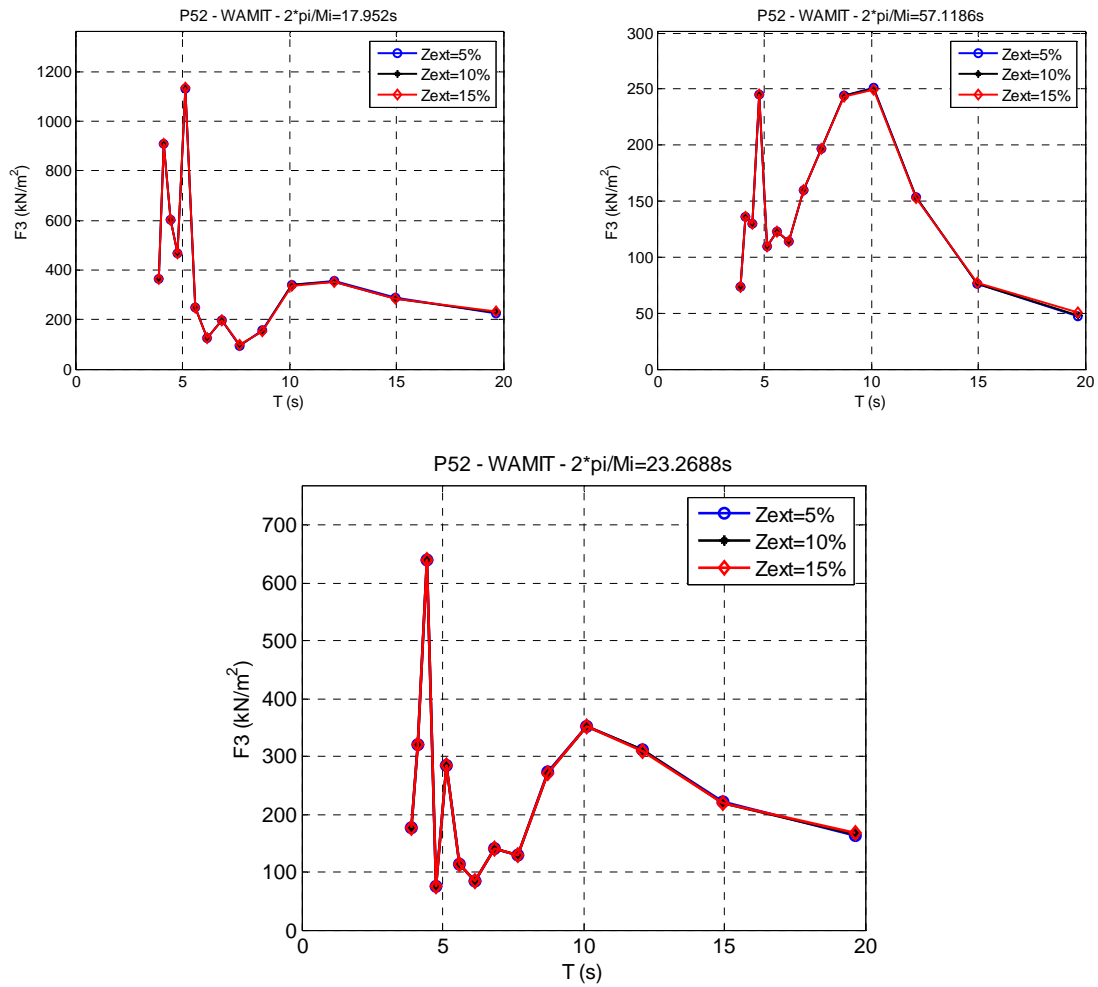 P52 - WAMIT - 2*pi/Mi=17.952s
1200
1000
800
600
400
200
0
F3 (kN/m²)
0 5 10 15 20
T (s)
Zext=5%
Zext=10%
Zext=15%
P52 - WAMIT - 2*pi/Mi=57.1186s
300
250
200
150
100
50
0
F3 (kN/m²)
0 5 10 15 20
T (s)
Zext=5%
Zext=10%
Zext=15%
P52 - WAMIT - 2*pi/Mi=23.2688s
700
600
500
400
300
200
100
0
F3 (kN/m²)
0 5 10 15 20
T (s)
Zext=5%
Zext=10%
Zext=15%